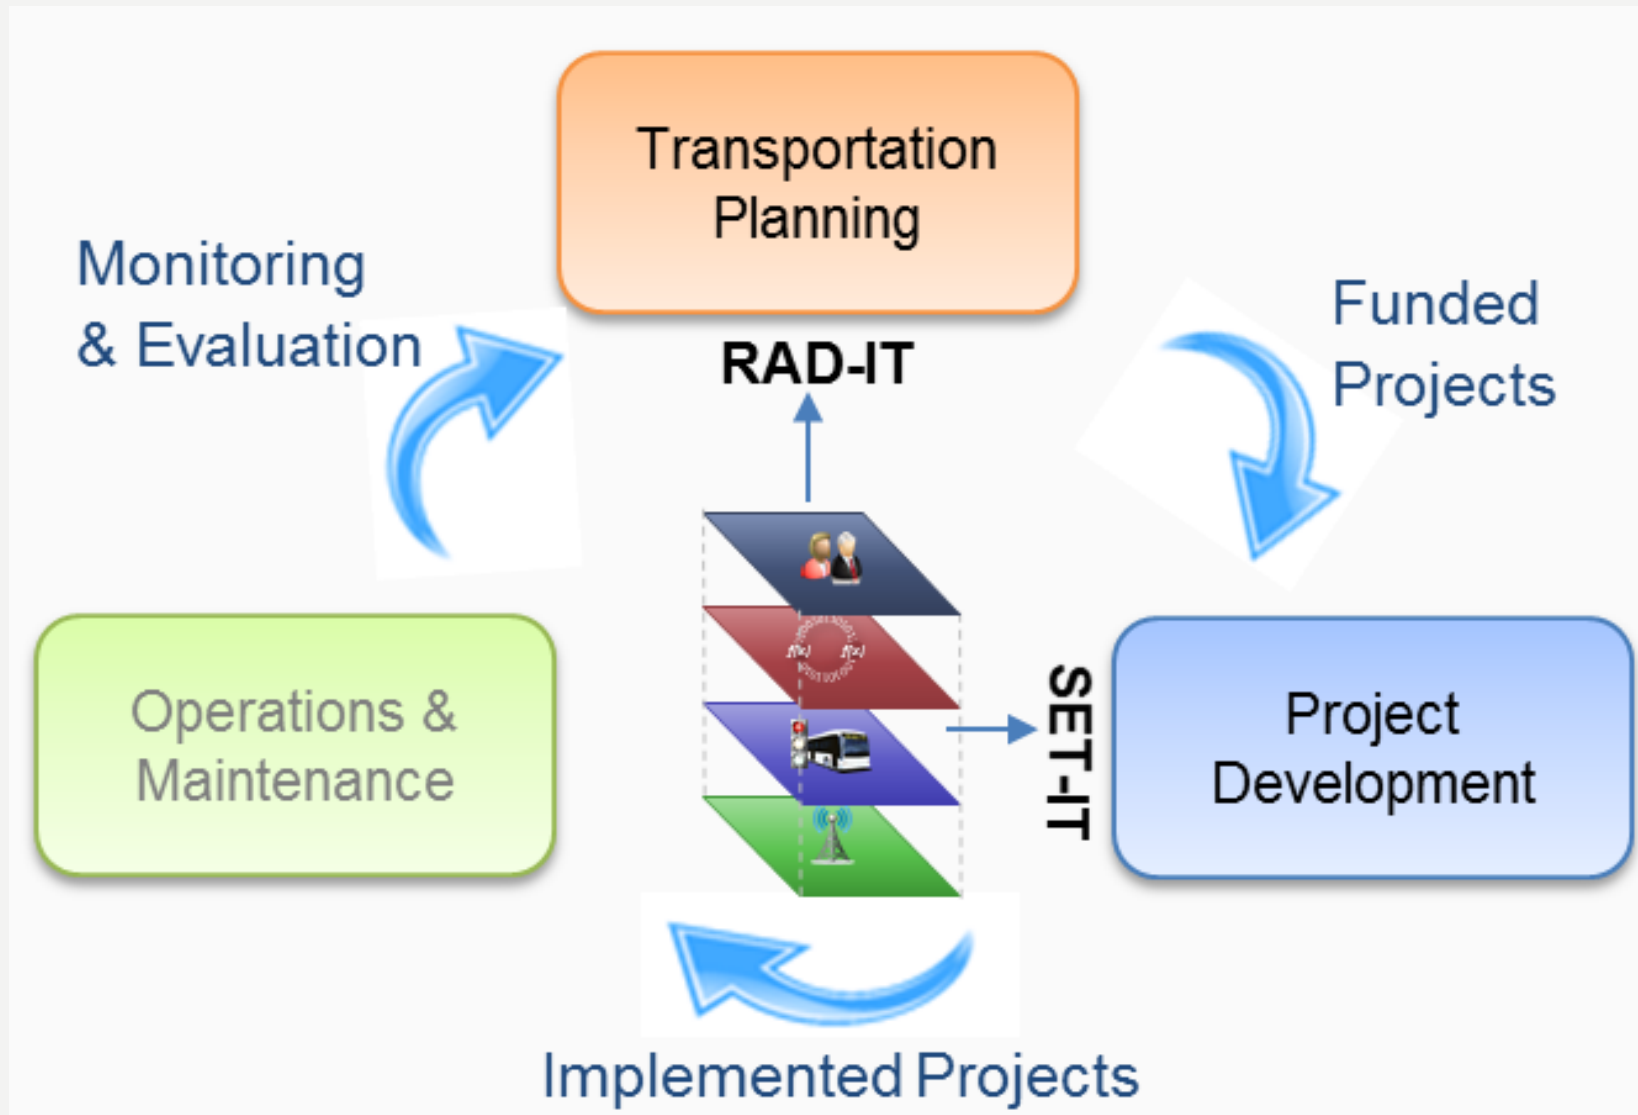 Transportation
Planning
Monitoring
& Evaluation
Funded
Projects
RAD-IT
f(x) f(x)
Operations &
Maintenance
SET-IT
Project
Development
Implemented Projects